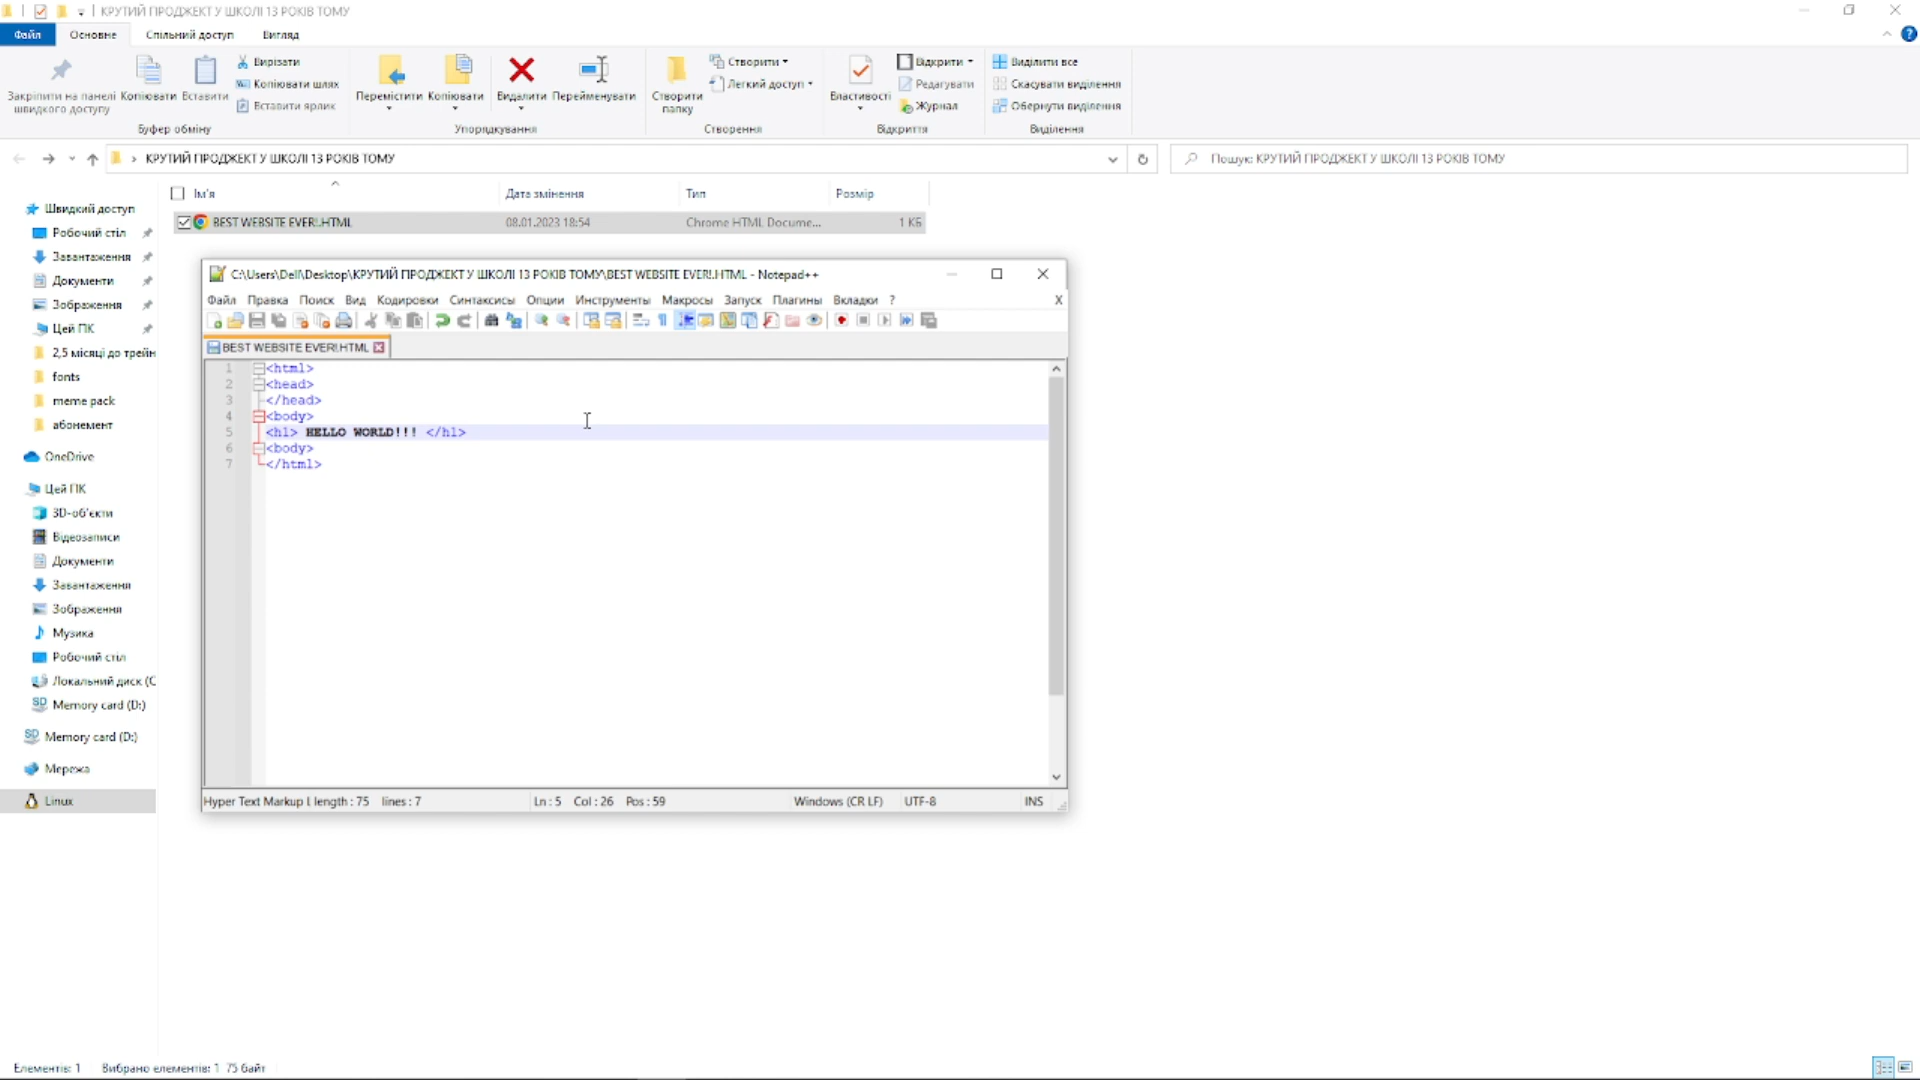 КРУТИЙ ПРОДЖЕКТ У ШКОЛІ 13 РОКІВ ТОМУ
Файл Основне Спільний доступ Вигляд
Закріпити на панелі швидкого доступу
Копіювати
Вставити
Вирізати
Копіювати шлях
Вставити ярлик
Буфер обміну
Перемістити
Копіювати
Видалити
Перейменувати
Упорядкування
Створити папку
Створити
Легкий доступ
Створення
Властивості
Відкрити
Редагувати
Журнал
Відкриття
Виділити все
Скасувати виділення
Обернути виділення
Виділення
КРУТИЙ ПРОДЖЕКТ У ШКОЛІ 13 РОКІВ ТОМУ
Пошук: КРУТИЙ ПРОДЖЕКТ У ШКОЛІ 13 РОКІВ ТОМУ
Ім'я Дата змінення Тип Розмір
BEST WEBSITE EVER!.HTML 08.01.2023 18:54 Chrome HTML Docume... 1 КБ
Швидкий доступ
Робочий стіл
Завантаження
Документи
Зображення
Цей ПК
2,5 місяці до трейн
fonts
meme pack
абонемент
OneDrive
Цей ПК
3D-об'єкти
Відеозаписи
Документи
Завантаження
Зображення
Музика
Робочий стіл
Локальний диск (C
Memory card (D:)
Memory card (D:)
Мережа
Linux
C:\Users\Dell\Desktop\КРУТИЙ ПРОДЖЕКТ У ШКОЛІ 13 РОКІВ ТОМУ\BEST WEBSITE EVER!.HTML - Notepad++
Файл Правка Поиск Вид Кодировки Синтаксисы Опции Инструменты Макросы Запуск Плагины Вкладки ? X
BEST WEBSITE EVER!.HTML
1 <html>
2 <head>
3 </head>
4 <body>
5 <h1> HELLO WORLD!!! </h1>
6 <body>
7 </html>
Hyper Text Markup L length : 75 lines : 7 Ln : 5 Col : 26 Pos : 59 Windows (CR LF) UTF-8 INS
Елементів: 1 Вибрано елементів: 1 75 байт